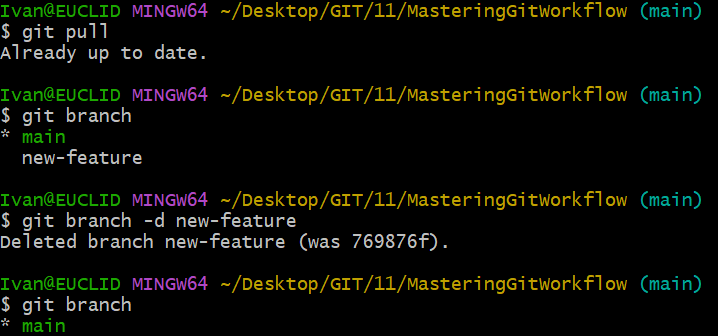 Ivan@EUCLID MINGW64 ~/Desktop/GIT/11/MasteringGitWorkflow (main)
$ git pull
Already up to date.
Ivan@EUCLID MINGW64 ~/Desktop/GIT/11/MasteringGitWorkflow (main)
$ git branch
* main
  new-feature
Ivan@EUCLID MINGW64 ~/Desktop/GIT/11/MasteringGitWorkflow (main)
$ git branch -d new-feature
Deleted branch new-feature (was 769876f).
Ivan@EUCLID MINGW64 ~/Desktop/GIT/11/MasteringGitWorkflow (main)
$ git branch
* main